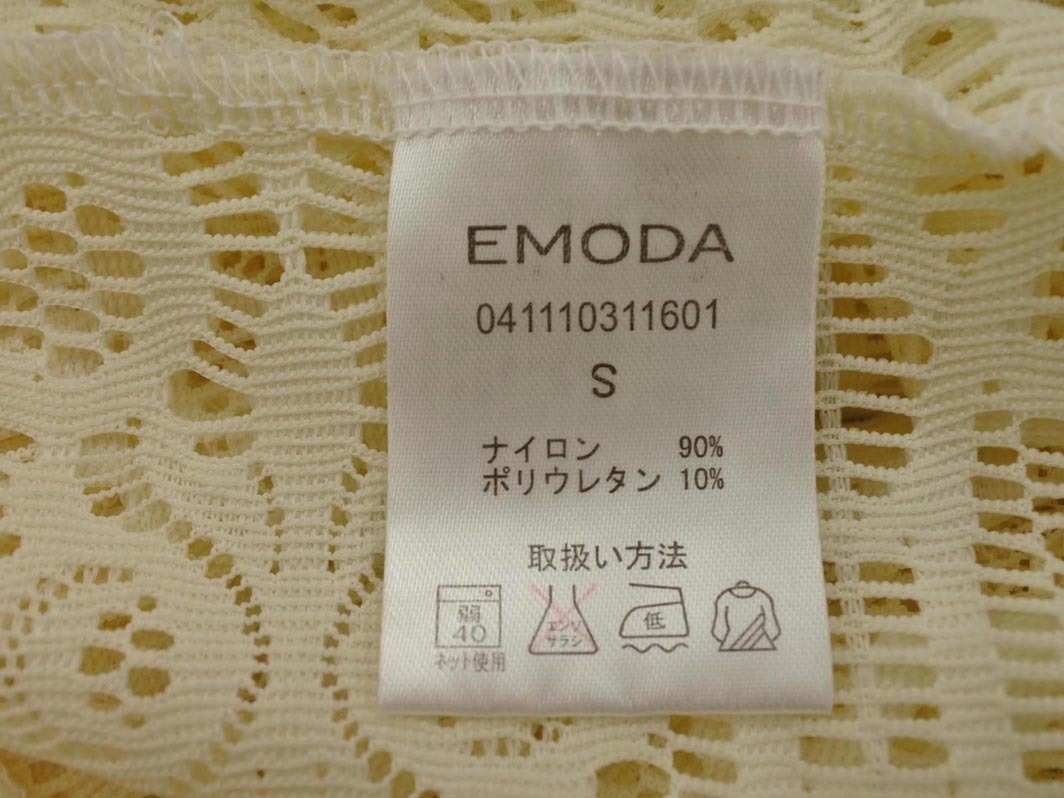 EMODA
041110311601
S
ナイロン 90%
ポリウレタン 10%
取扱い方法
弱
40
ネット使用
エンソ
サラシ
低